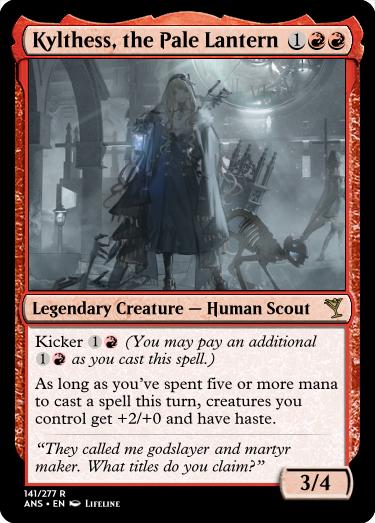 Kylthess, the Pale Lantern 1
Legendary Creature — Human Scout
Kicker 1 (You may pay an additional
1 as you cast this spell.)
As long as you've spent five or more mana
to cast a spell this turn, creatures you
control get +2/+0 and have haste.
“They called me godslayer and martyr
maker. What titles do you claim?”
3/4
141/277 R
ANS • EN LIFELINE